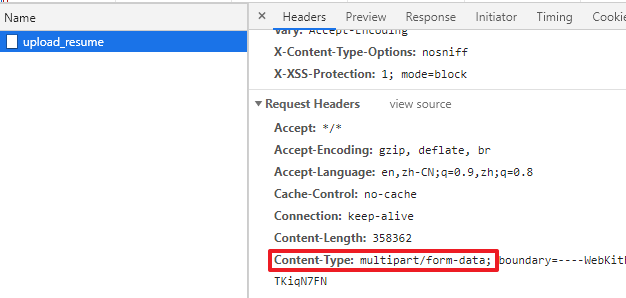 Name
upload_resume
Headers Preview Response Initiator Timing Cookies
Vary: Accept-Encoding
X-Content-Type-Options: nosniff
X-XSS-Protection: 1; mode=block
Request Headers view source
Accept: */*
Accept-Encoding: gzip, deflate, br
Accept-Language: en,zh-CN;q=0.9,zh;q=0.8
Cache-Control: no-cache
Connection: keep-alive
Content-Length: 358362
Content-Type: multipart/form-data; boundary=----WebKitF
TKiqN7FN